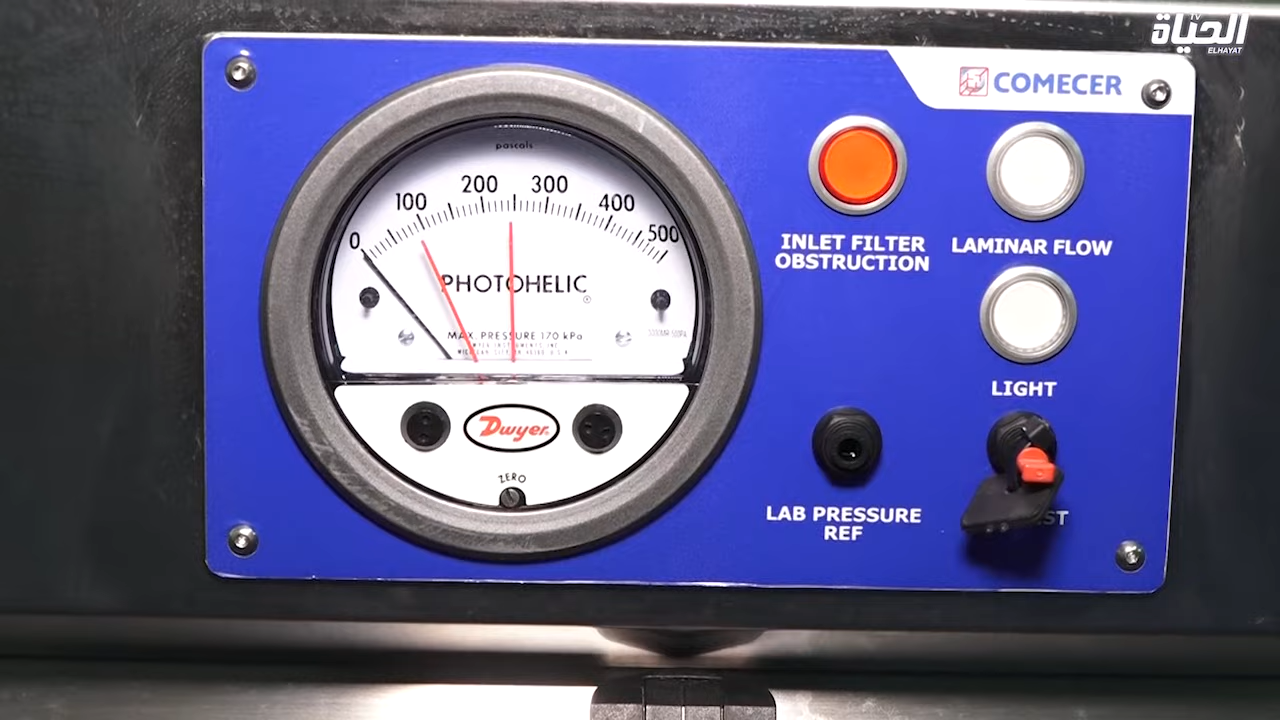 الحياة
TV
ELHAYAT
COMECER
pascals
0
100
200
300
400
500
PHOTOHELIC
®
MAX. PRESSURE 170 kPa
Dwyer
ZERO
INLET FILTER
OBSTRUCTION
LAMINAR FLOW
LIGHT
LAB PRESSURE
REF